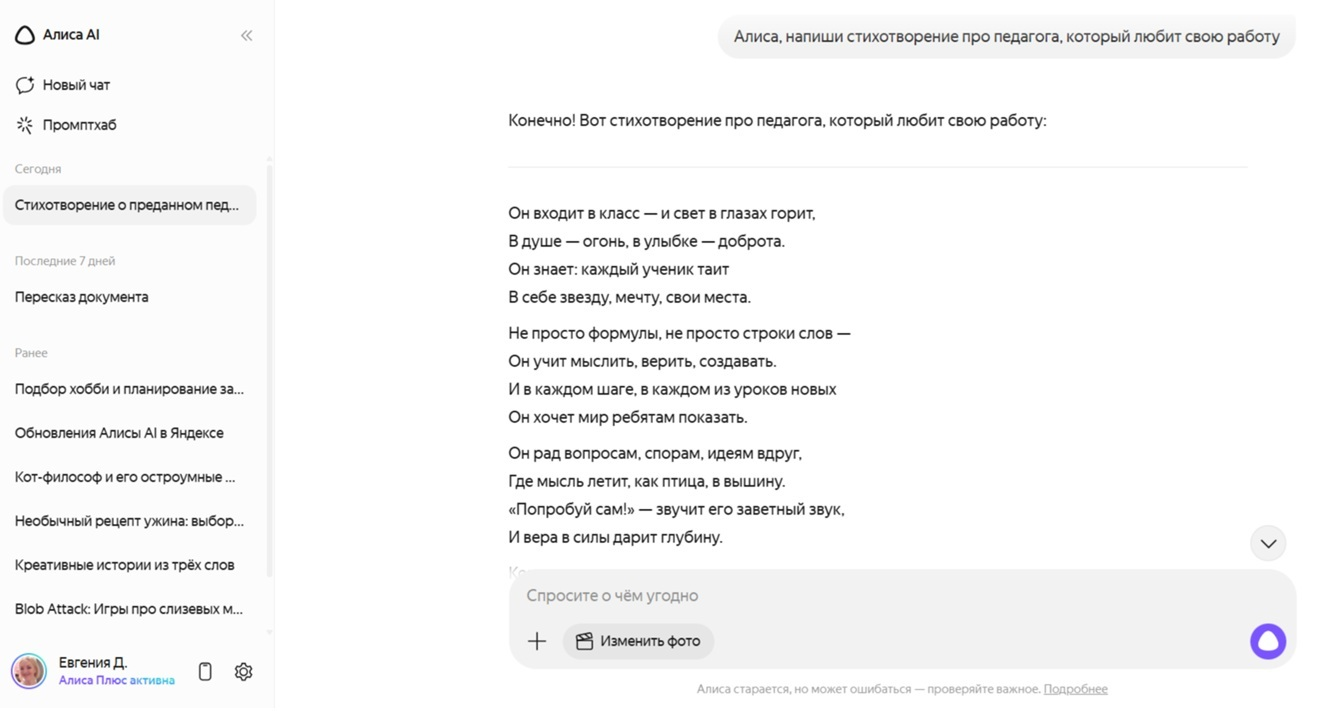 Алиса AI
Новый чат
Промптхаб
Сегодня
Стихотворение о преданном пед...
Последние 7 дней
Пересказ документа
Ранее
Подбор хобби и планирование за...
Обновления Алисы AI в Яндексе
Кот-философ и его остроумные ...
Необычный рецепт ужина: выбор...
Креативные истории из трёх слов
Blob Attack: Игры про слизевых м...
Евгения Д.
Алиса Плюс активна
Алиса, напиши стихотворение про педагога, который любит свою работу
Конечно! Вот стихотворение про педагога, который любит свою работу:
Он входит в класс — и свет в глазах горит,
В душе — огонь, в улыбке — доброта.
Он знает: каждый ученик таит
В себе звезду, мечту, свои места.
Не просто формулы, не просто строки слов —
Он учит мыслить, верить, создавать.
И в каждом шаге, в каждом из уроков новых
Он хочет мир ребятам показать.
Он рад вопросам, спорам, идеям вдруг,
Где мысль летит, как птица, в вышину.
«Попробуй сам!» — звучит его заветный звук,
И вера в силы дарит глубину.
Спросите о чём угодно
Изменить фото
Алиса старается, но может ошибаться — проверяйте важное. Подробнее